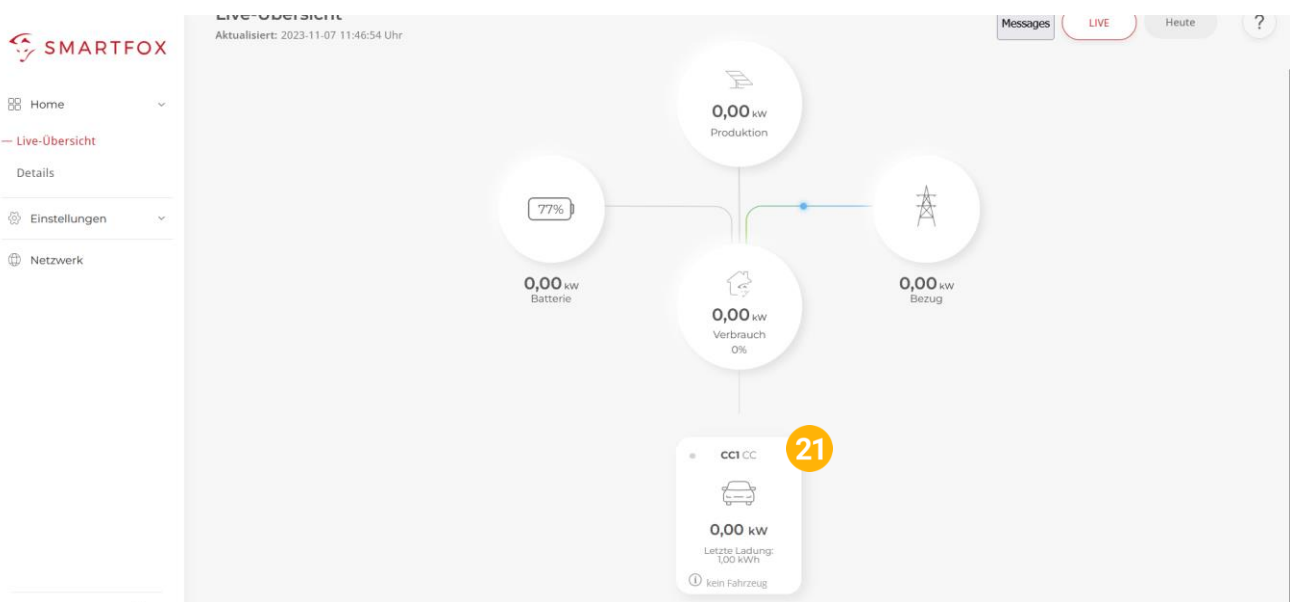 Live-Übersicht
Aktualisiert: 2023-11-07 11:46:54 Uhr
Messages
LIVE
Heute
?
SMARTFOX
Home
Live-Übersicht
Details
Einstellungen
Netzwerk
0,00 kW
Produktion
77%
0,00 kW
Batterie
0,00 kW
Verbrauch
0%
0,00 kW
Bezug
CC1 CC
21
0,00 kW
Letzte Ladung:
1,00 kWh
kein Fahrzeug